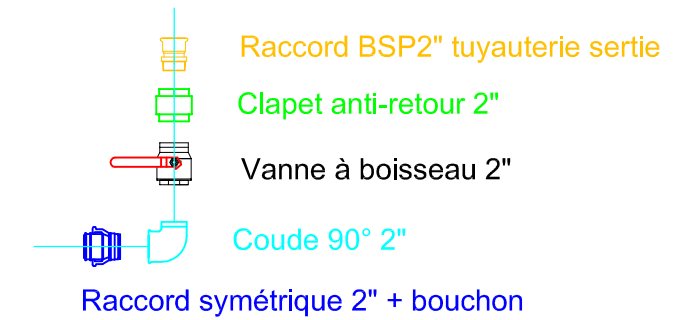 Raccord BSP2" tuyauterie sertie
Clapet anti-retour 2"
Vanne à boisseau 2"
Coude 90° 2"
Raccord symétrique 2" + bouchon